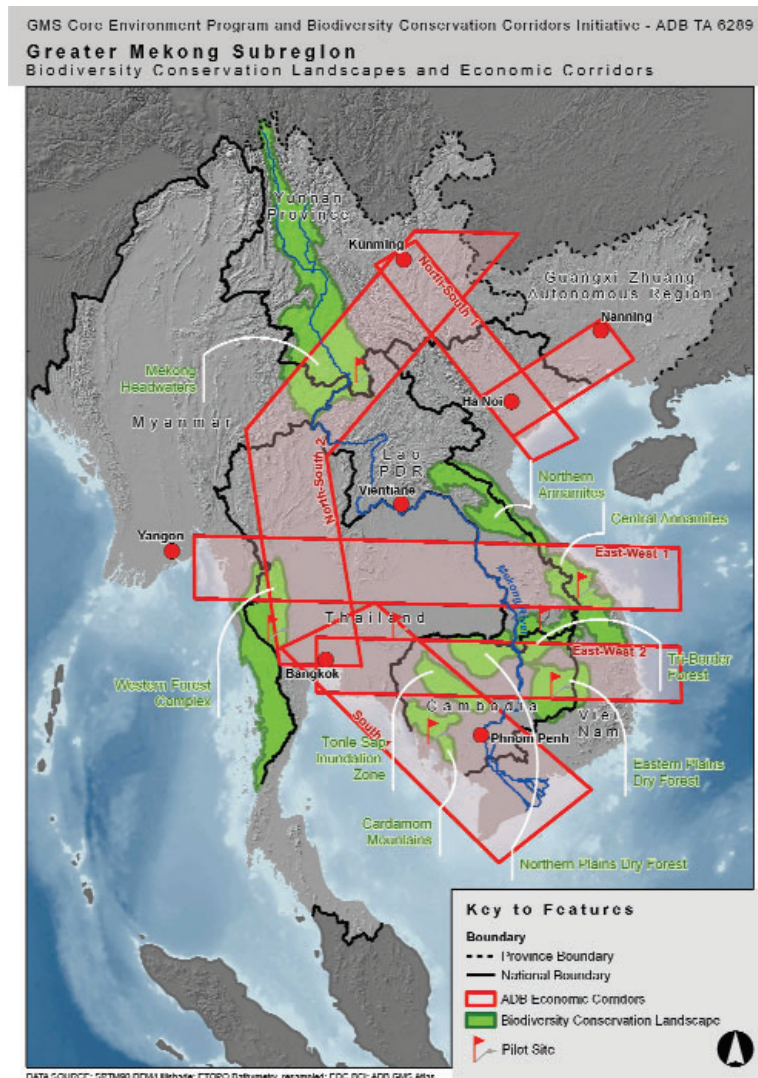 GMS Core Environment Program and Biodiversity Conservation Corridors Initiative - ADB TA 6289
Greater Mekong Subregion
Biodiversity Conservation Landscapes and Economic Corridors
Yunnan
Province
Kunming
North-South 1
Guangxi Zhuang
Autonomous Region
Nanning
Mekong
Headwaters
Ha Noi
Myanmar
North-South 2
Lao
PDR
Vientiane
Northern
Annamites
Central Annamites
Yangon
East-West 1
Mekong River
Thailand
East-West 2
Bangkok
Tri-Border
Forest
Western Forest
Complex
South
Cambodia
Viet
Nam
Phnom Penh
Tonle Sap
Inundation
Zone
Eastern Plains
Dry Forest
Cardamom
Mountains
Northern Plains Dry Forest
Key to Features
Boundary
Province Boundary
National Boundary
ADB Economic Corridors
Biodiversity Conservation Landscape
Pilot Site
DATA SOURCE: